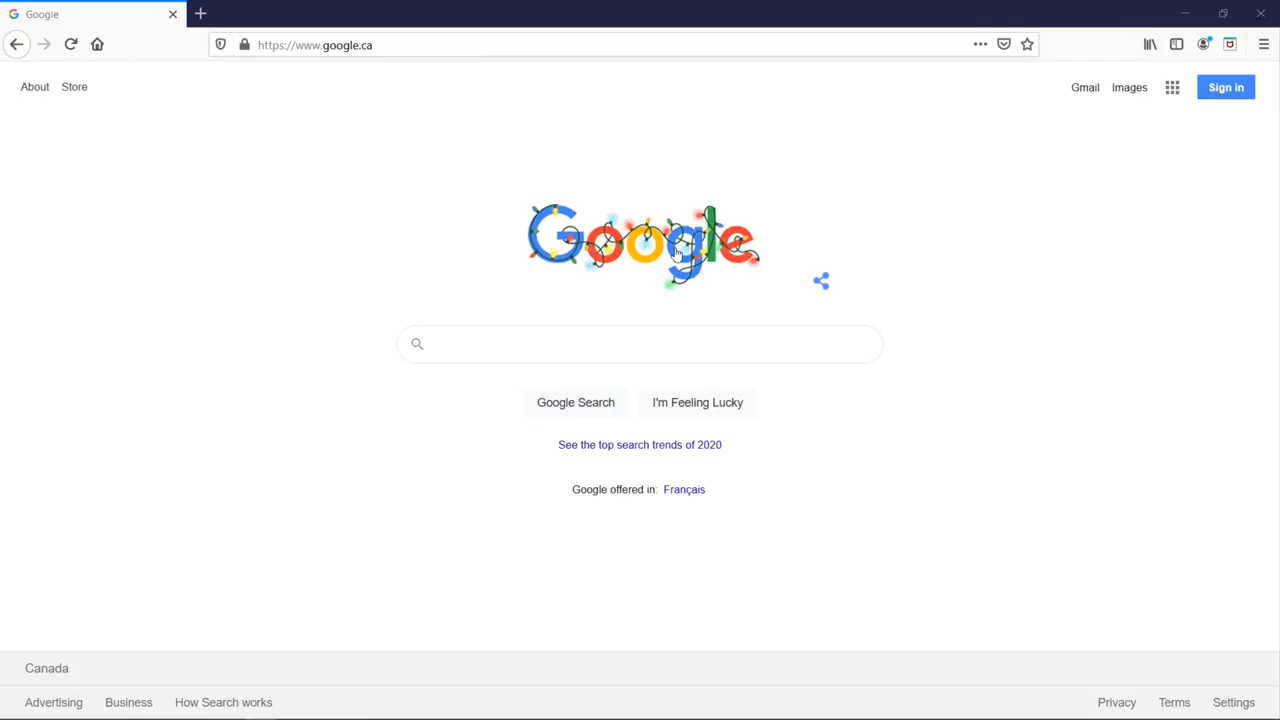 Google
https://www.google.ca
About Store
Gmail Images Sign in
Google
Google Search I'm Feeling Lucky
See the top search trends of 2020
Google offered in: Français
Canada
Advertising Business How Search works
Privacy Terms Settings